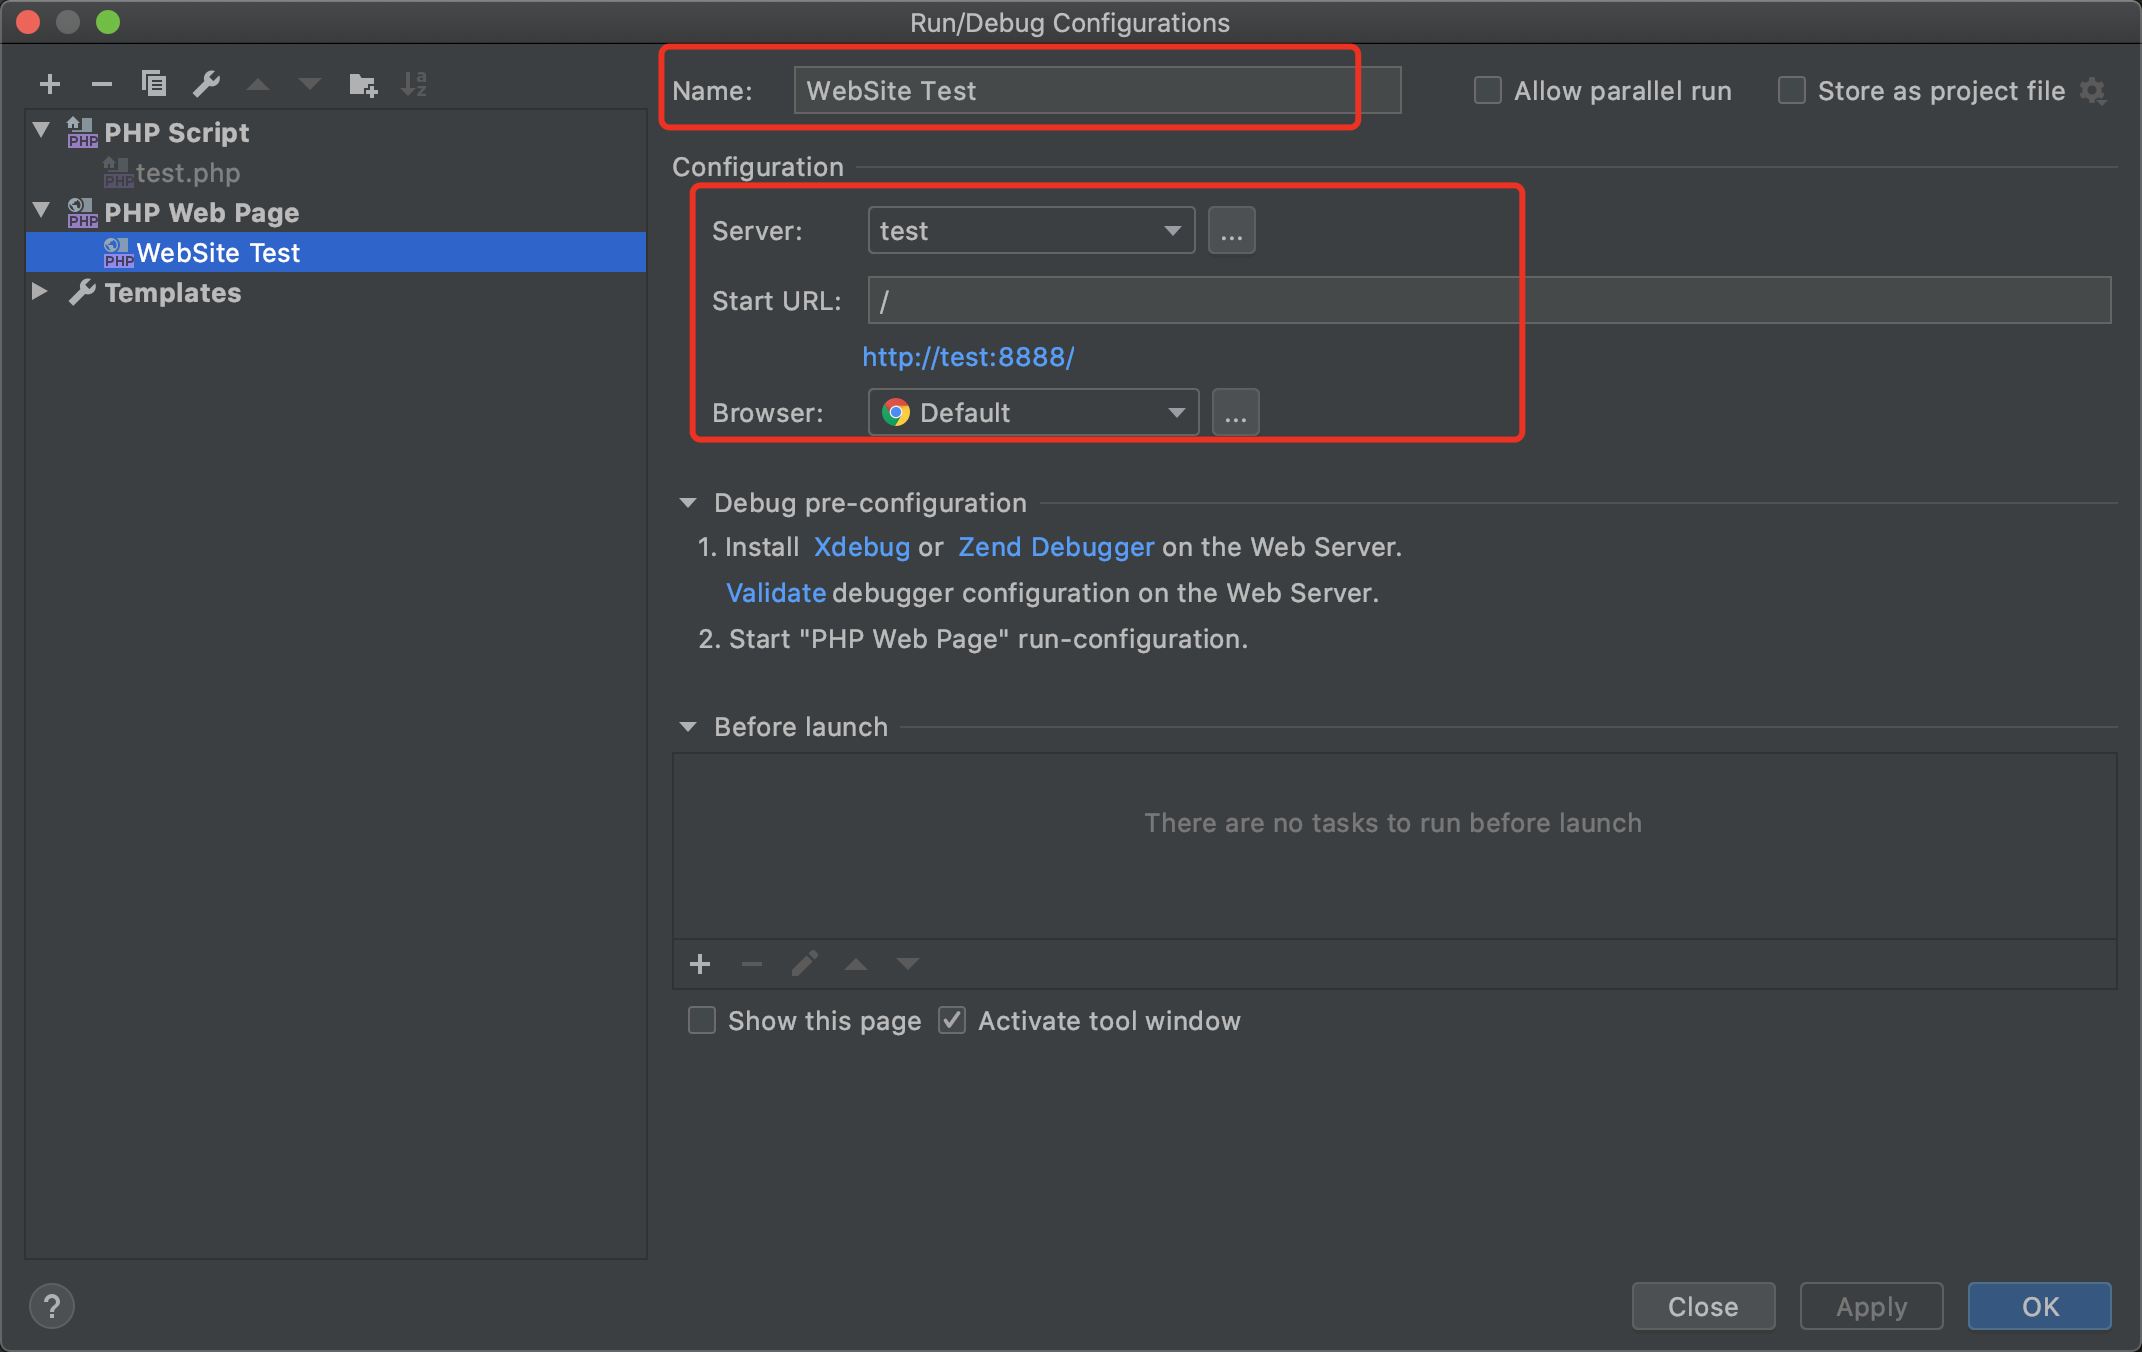 Run/Debug Configurations
Name: WebSite Test
Allow parallel run
Store as project file
PHP Script
test.php
PHP Web Page
WebSite Test
Templates
Configuration
Server: test ...
Start URL: /
http://test:8888/
Browser: Default ...
Debug pre-configuration
1. Install Xdebug or Zend Debugger on the Web Server.
Validate debugger configuration on the Web Server.
2. Start "PHP Web Page" run-configuration.
Before launch
There are no tasks to run before launch
Show this page Activate tool window
? Close Apply OK